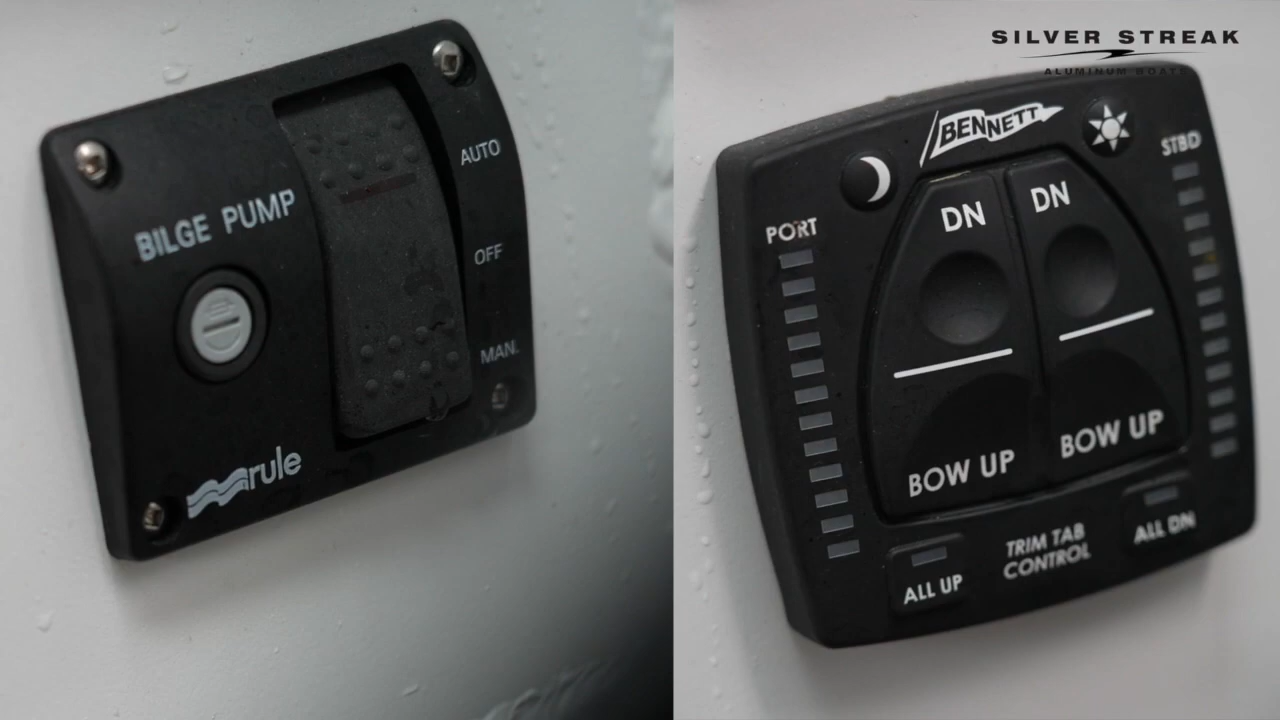 BILGE PUMP
AUTO
OFF
MAN.
rule
SILVER STREAK
ALUMINUM BOATS
BENNETT
PORT
STBD
DN
DN
BOW UP
BOW UP
ALL UP
TRIM TAB
CONTROL
ALL DN